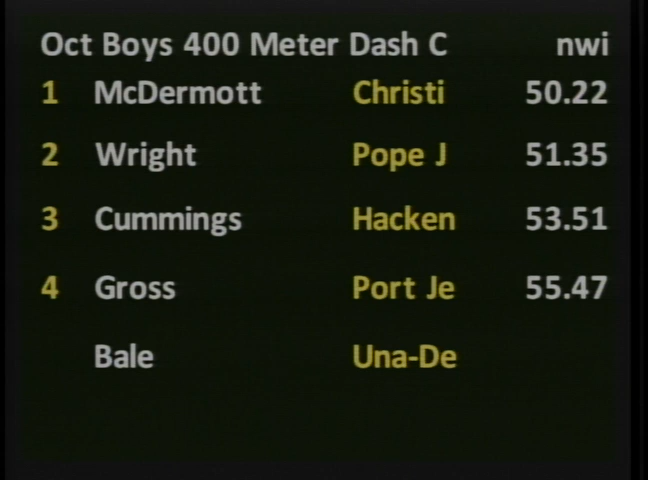 Oct Boys 400 Meter Dash C nwi
1 McDermott Christi 50.22
2 Wright Pope J 51.35
3 Cummings Hacken 53.51
4 Gross Port Je 55.47
Bale Una-De